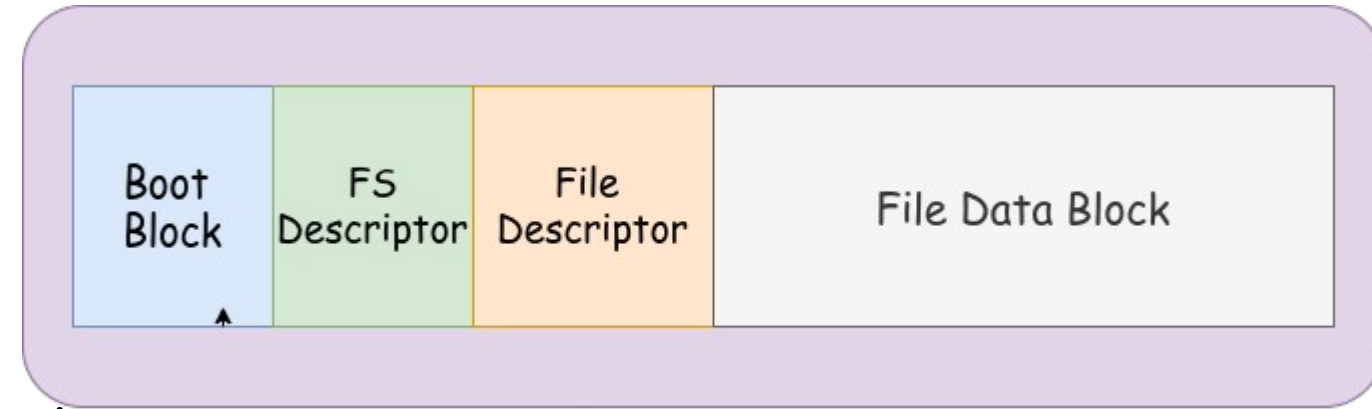 Boot
Block
FS
Descriptor
File
Descriptor
File Data Block